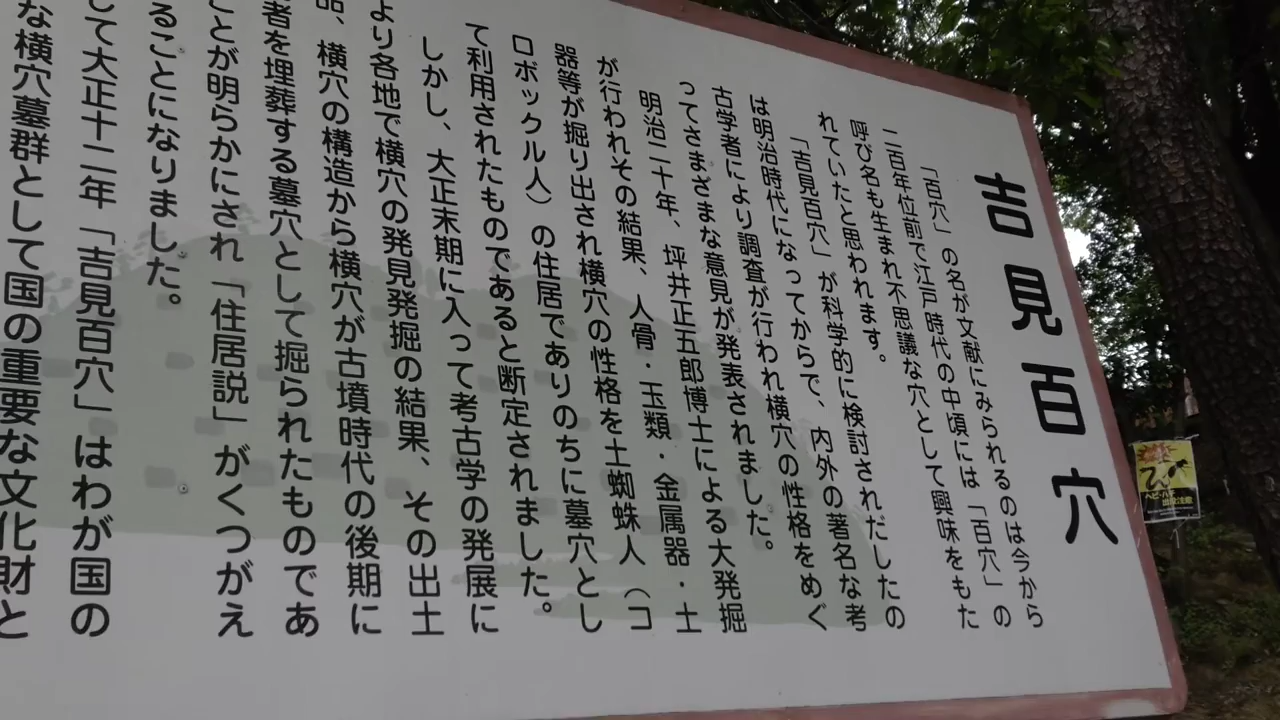 吉見百穴
「百穴」の名が文献にみられるのは今から
二百年位前で江戸時代の中頃には「百穴」の
呼び名も生まれ不思議な穴として興味をもた
れていたと思われます。
「吉見百穴」が科学的に検討されだしたの
は明治時代になってからで、内外の著名な考
古学者により調査が行われ横穴の性格をめぐ
ってさまざまな意見が発表されました。
明治二十年、坪井正五郎博士による大発掘
が行われその結果、人骨・玉類・金属器・土
器等が掘り出され横穴の性格を土蜘蛛人（コ
ロボックル人）の住居でありのちに墓穴とし
て利用されたものであると断定されました。
しかし、大正末期に入って考古学の発展に
より各地で横穴の発見発掘の結果、その出土
品、横穴の構造から横穴が古墳時代の後期に
者を埋葬する墓穴として掘られたものであ
ことが明らかにされ「住居説」がくつがえ
ることになりました。
して大正十二年「吉見百穴」はわが国の
な横穴墓群として国の重要な文化財と
ヘビ・ハチ
出没注意